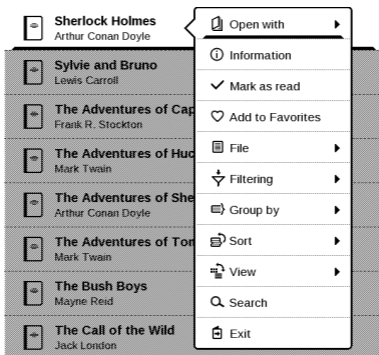 Sherlock Holmes
Arthur Conan Doyle
Sylvie and Bruno
Lewis Carroll
The Adventures of Cap
Frank R. Stockton
The Adventures of Huc
Mark Twain
The Adventures of She
Arthur Conan Doyle
The Adventures of Tom
Mark Twain
The Bush Boys
Mayne Reid
The Call of the Wild
Jack London
Open with
Information
Mark as read
Add to Favorites
File
Filtering
Group by
Sort
View
Search
Exit